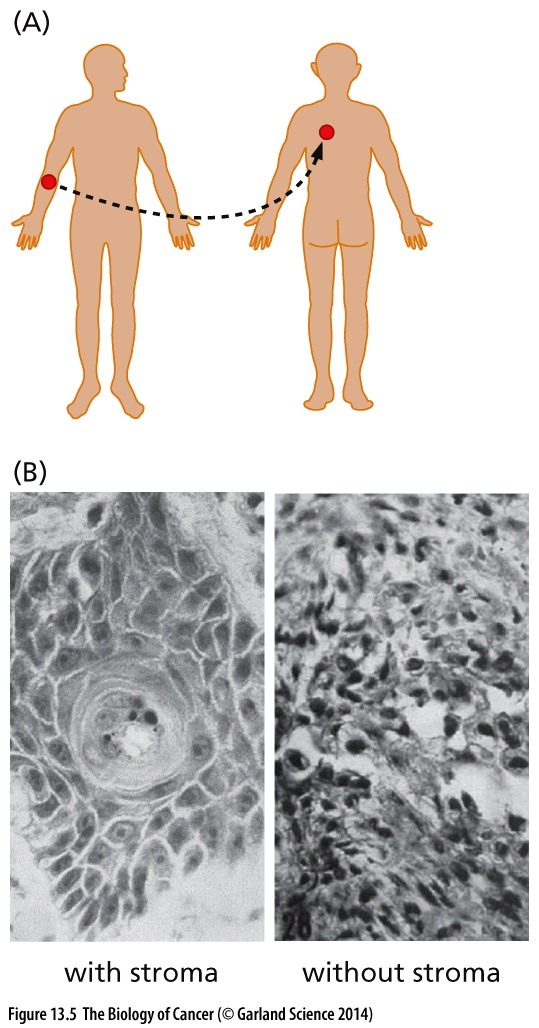 (A)
(B)
with stroma
without stroma
Figure 13.5 The Biology of Cancer (© Garland Science 2014)